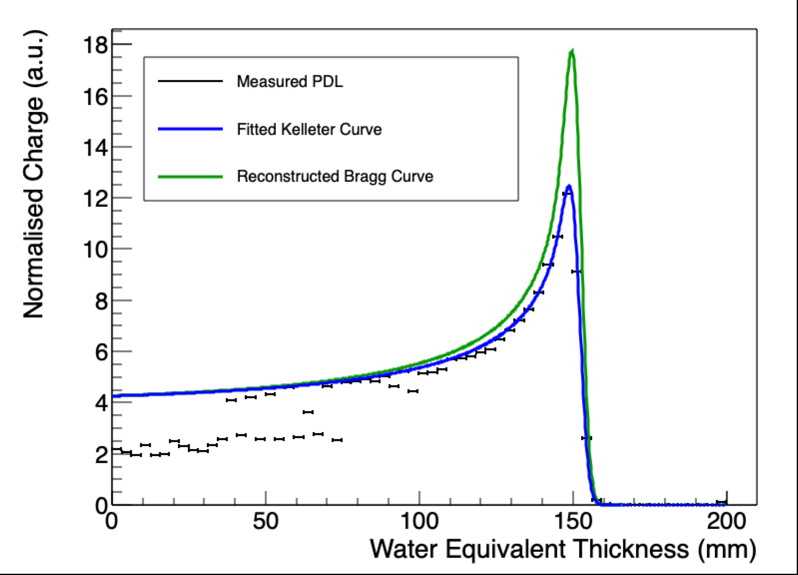 Normalised Charge (a.u.)
18
16
14
12
10
8
6
4
2
0
Measured PDL
Fitted Kelleter Curve
Reconstructed Bragg Curve
0 50 100 150 200
Water Equivalent Thickness (mm)